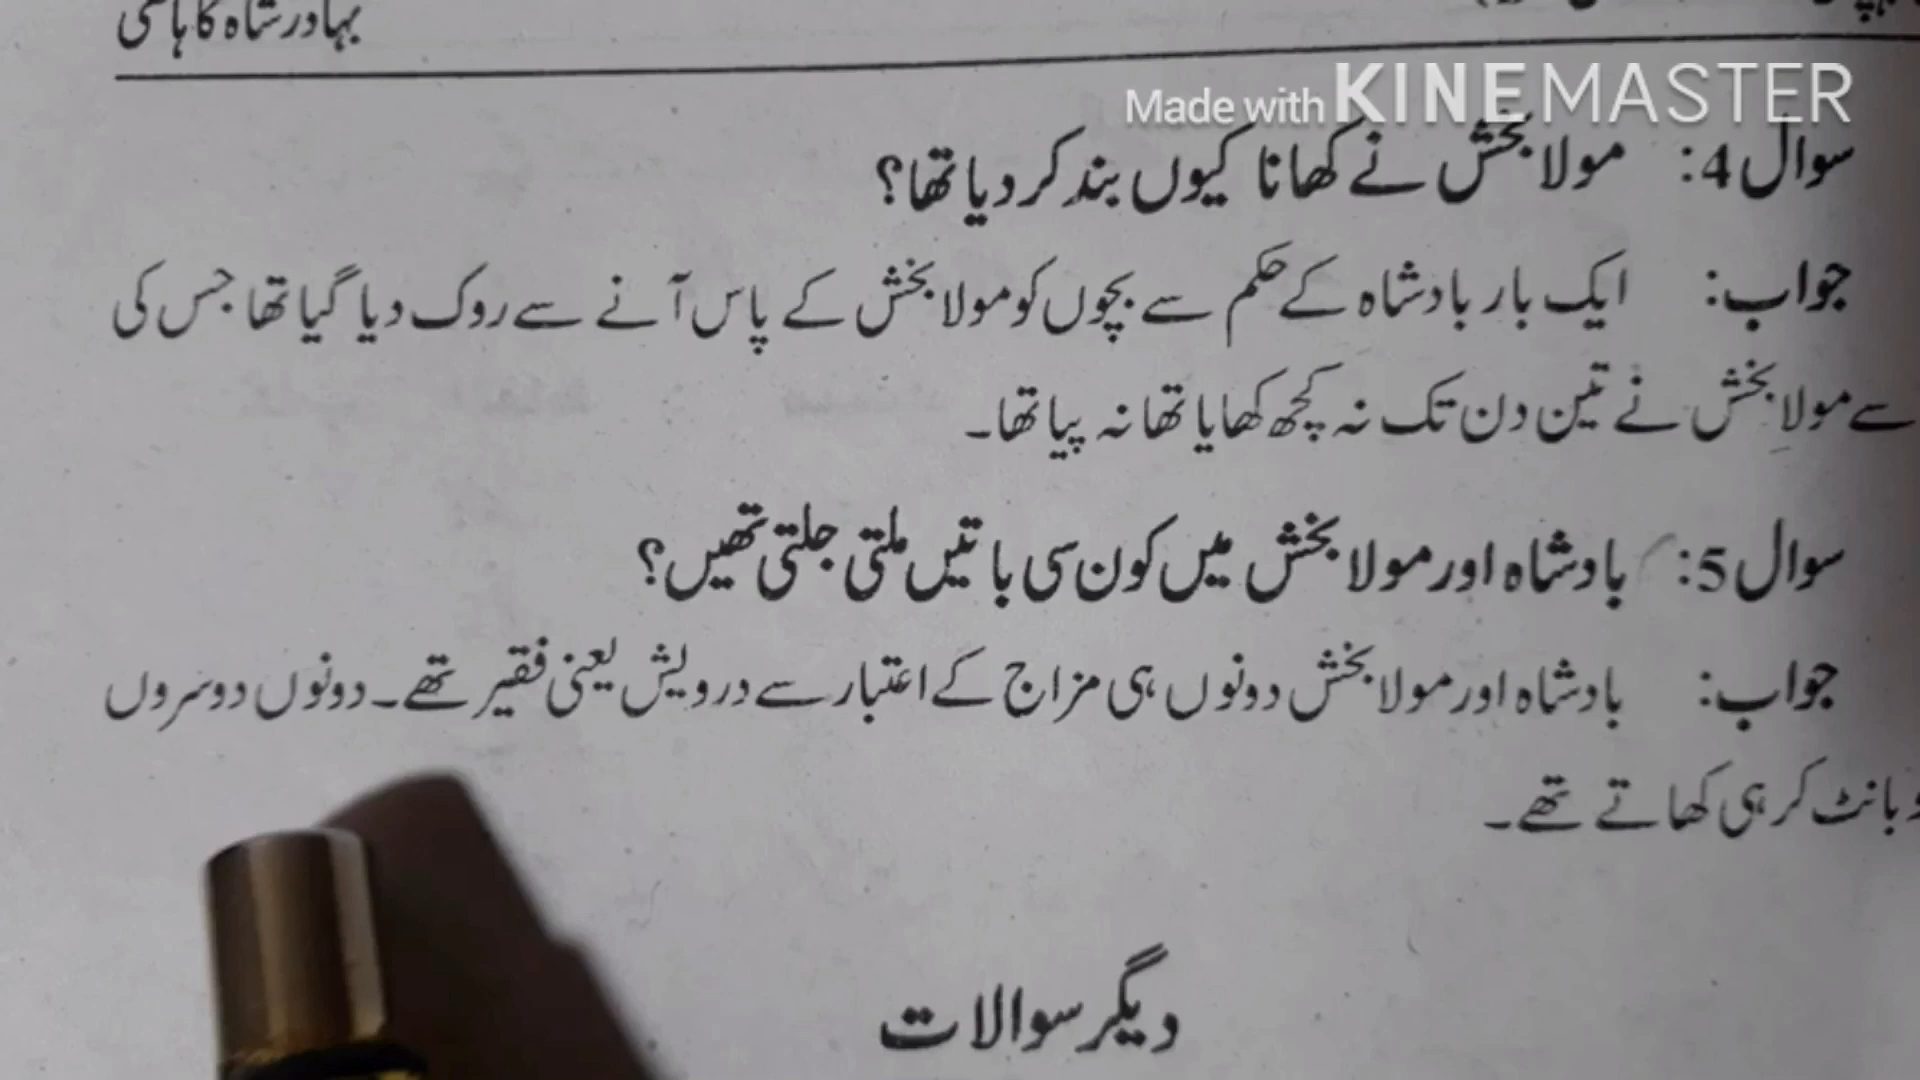 بہادر شاہ کا ہاتھی
Made with KINEMASTER
سوال 4: مولا بخش نے کھانا کیوں بند کر دیا تھا؟
جواب: ایک بار بادشاہ کے حکم سے بچوں کو مولا بخش کے پاس آنے سے روک دیا گیا تھا جس کی
سے مولا بخش نے تین دن تک نہ کچھ کھایا تھا نہ پیا تھا۔
سوال 5: بادشاہ اور مولا بخش میں کون سی باتیں ملتی جلتی تھیں؟
جواب: بادشاہ اور مولا بخش دونوں ہی مزاج کے اعتبار سے درویش یعنی فقیر تھے۔ دونوں دوسروں
بانٹ کر ہی کھاتے تھے۔
دیگر سوالات